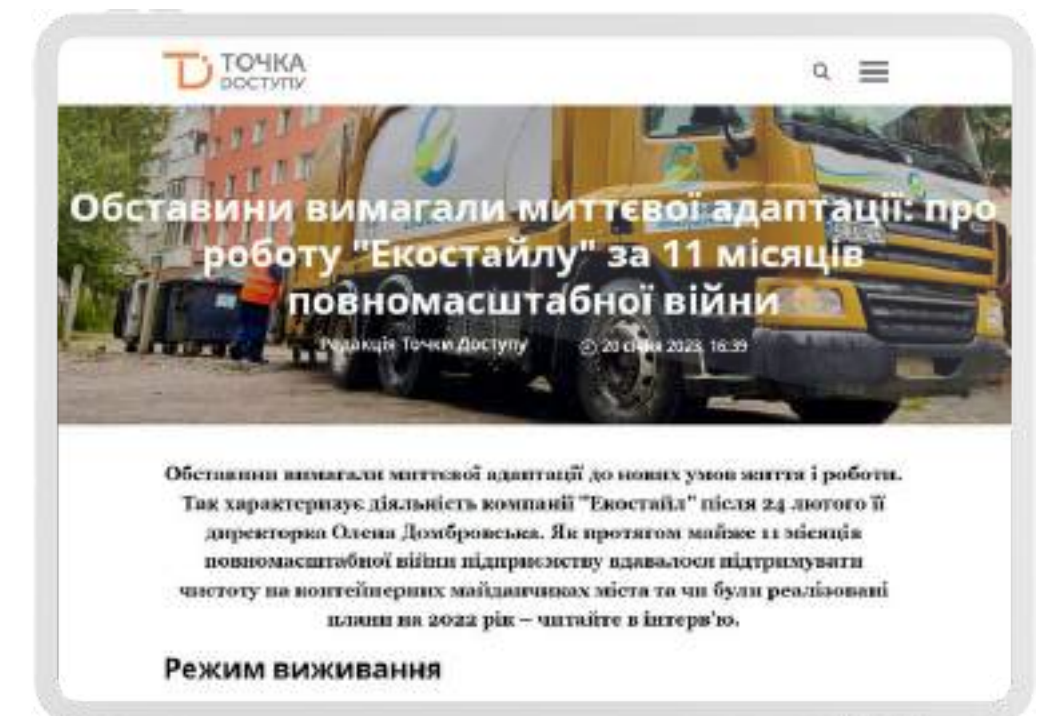 ТОЧКА
DОСТУПУ
Обставини вимагали миттєвої адаптації: про
роботу "Екостайлу" за 11 місяців
повномасштабної війни
Редакція Точки Доступу 20 січня 2023, 16:39
Обставини вимагали миттєвої адаптації до нових умов життя і роботи.
Так характеризує діяльність компанії "Екостайл" після 24 лютого її
директорка Олена Домбровська. Як протягом майже 11 місяців
повномасштабної війни підприємству вдавалося підтримувати
чистоту на контейнерних майданчиках міста та чи були реалізовані
плани на 2022 рік – читайте в інтерв'ю.
Режим виживання